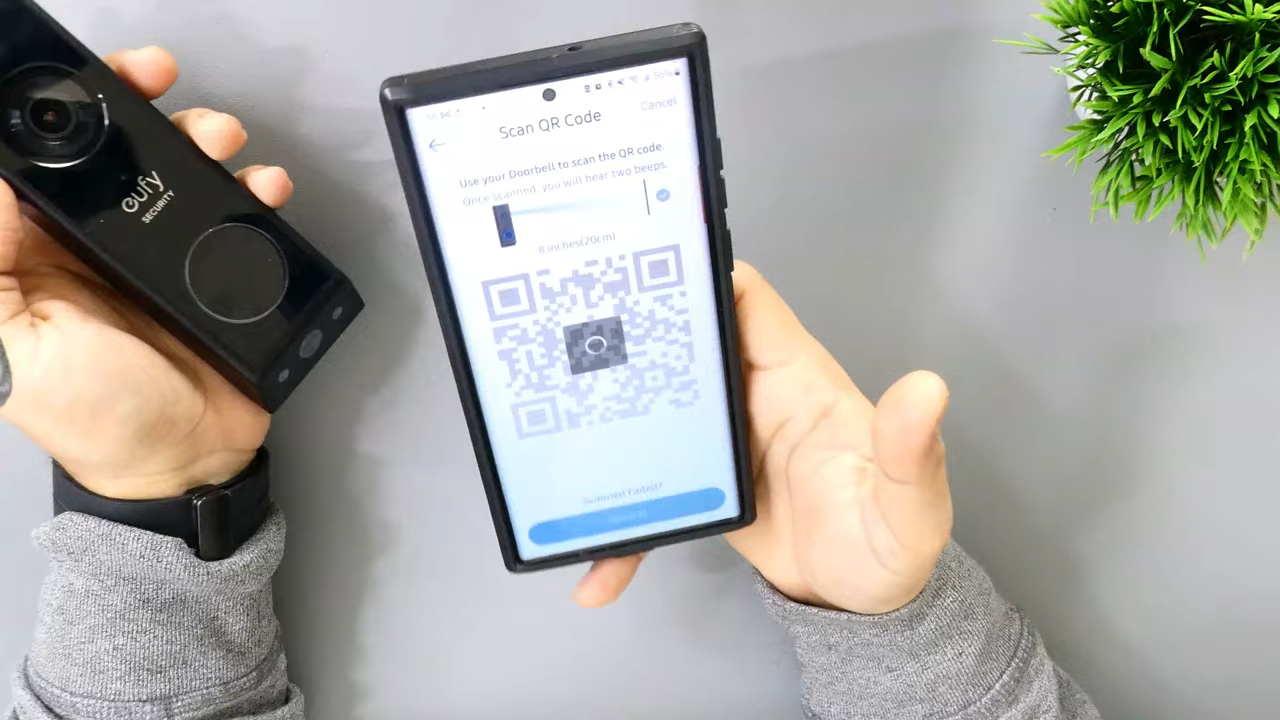 eufy
SECURITY
56%
Cancel
Scan QR Code
Use your Doorbell to scan the QR code.
Once scanned, you will hear two beeps.
8 inches(20cm)
Scanned Failed?